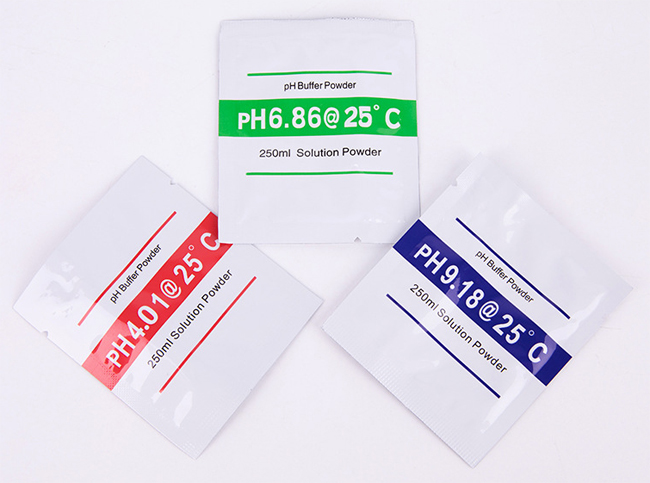 pH Buffer Powder
PH6.86@25°C
250ml Solution Powder
pH Buffer Powder
PH4.01@25°C
250ml Solution Powder
pH Buffer Powder
PH9.18@25°C
250ml Solution Powder